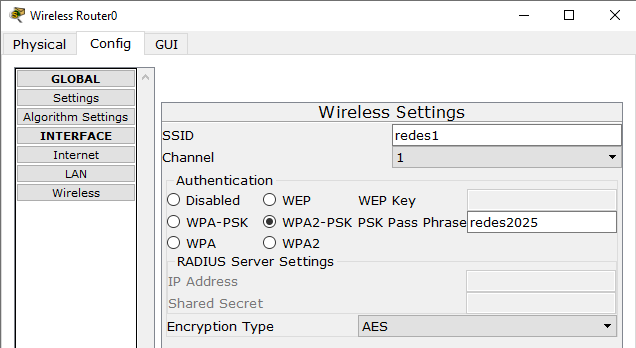 Wireless Router0
Physical Config GUI
GLOBAL
Settings
Algorithm Settings
INTERFACE
Internet
LAN
Wireless
Wireless Settings
SSID redes1
Channel 1
Authentication
Disabled WEP WEP Key
WPA-PSK WPA2-PSK PSK Pass Phrase redes2025
WPA WPA2
RADIUS Server Settings
IP Address
Shared Secret
Encryption Type AES